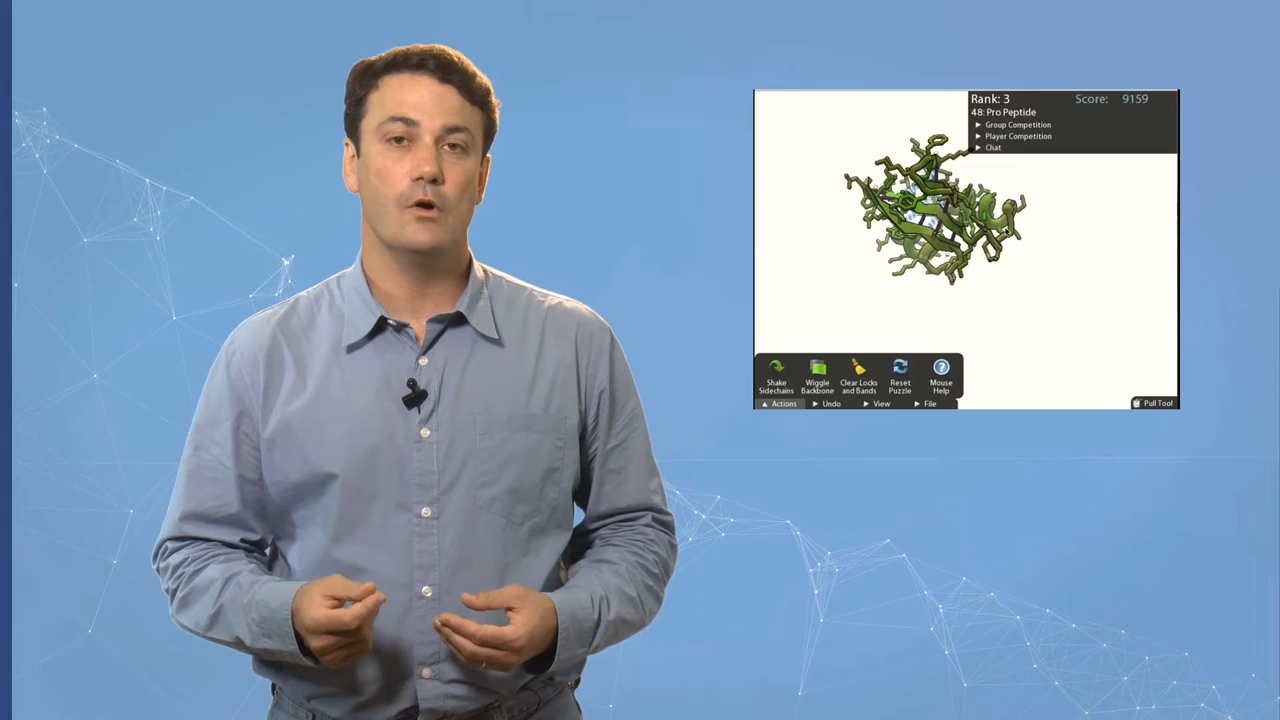 Rank: 3 Score: 9159
48: Pro Peptide
Group Competition
Player Competition
Chat
Shake Sidechains
Wiggle Backbone
Clear Locks and Bands
Reset Puzzle
Mouse Help
Actions Undo View File
Pull Tool